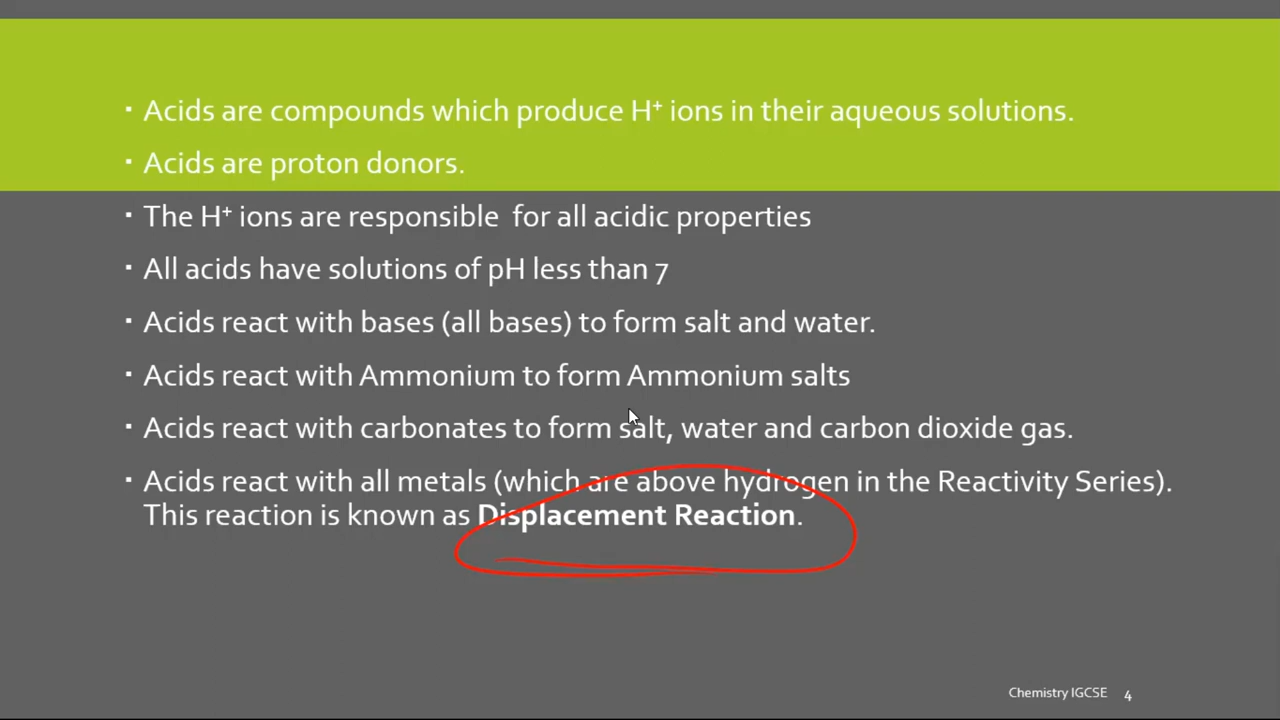 ▪ Acids are compounds which produce H⁺ ions in their aqueous solutions.
▪ Acids are proton donors.
▪ The H⁺ ions are responsible for all acidic properties
▪ All acids have solutions of pH less than 7
▪ Acids react with bases (all bases) to form salt and water.
▪ Acids react with Ammonium to form Ammonium salts
▪ Acids react with carbonates to form salt, water and carbon dioxide gas.
▪ Acids react with all metals (which are above hydrogen in the Reactivity Series).
This reaction is known as Displacement Reaction.
Chemistry IGCSE 4